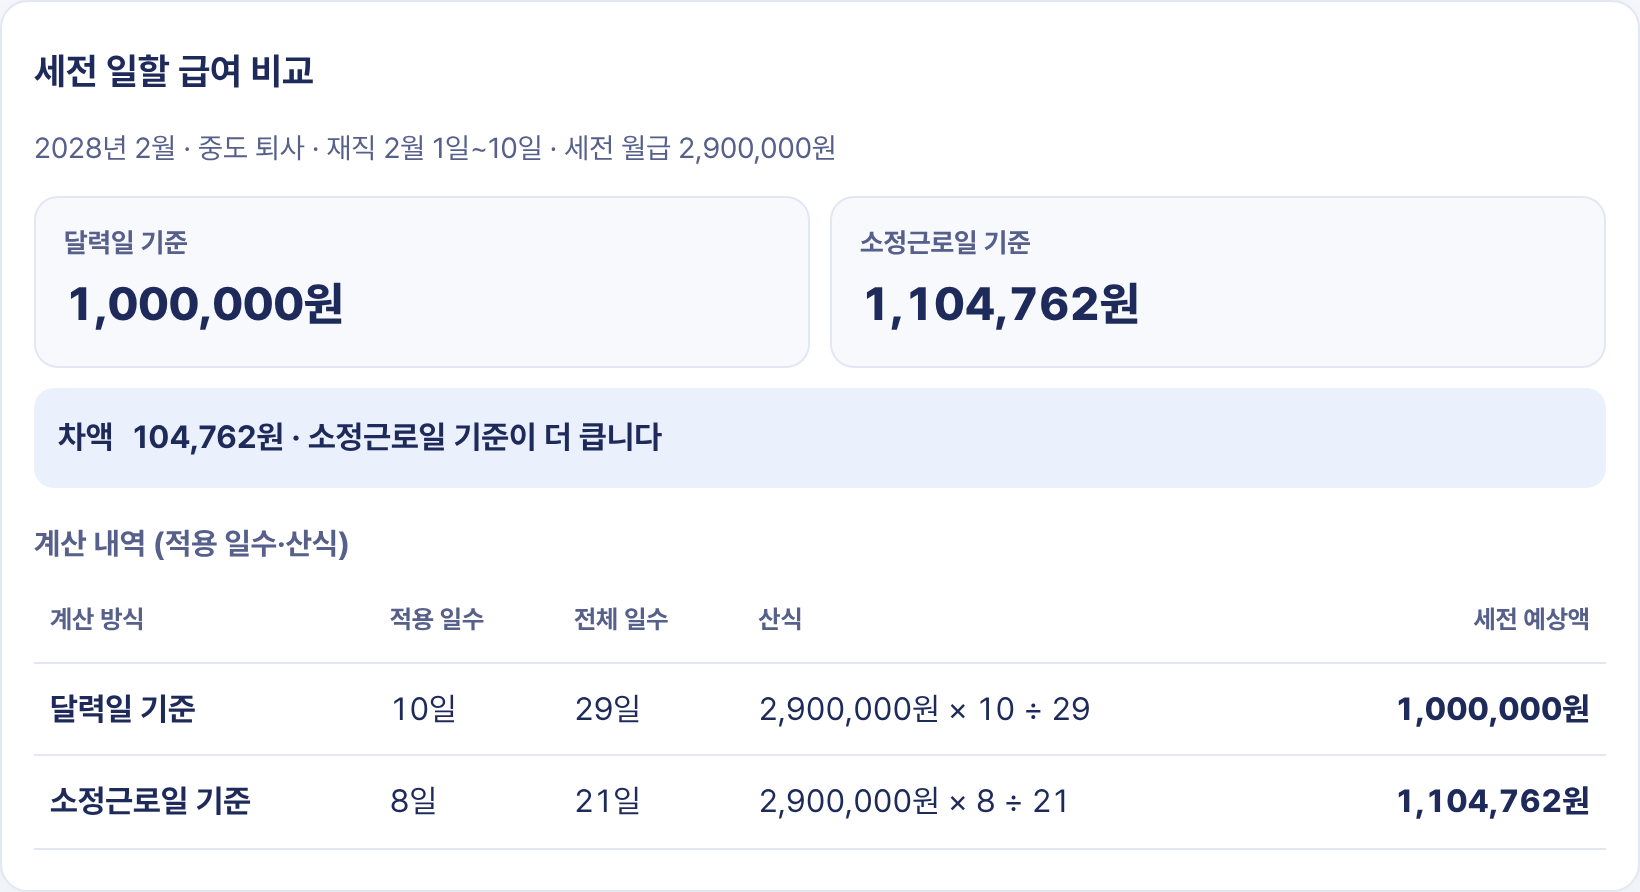 세전 일할 급여 비교
2028년 2월 · 중도 퇴사 · 재직 2월 1일~10일 · 세전 월급 2,900,000원
달력일 기준
1,000,000원
소정근로일 기준
1,104,762원
차액 104,762원 · 소정근로일 기준이 더 큽니다
계산 내역 (적용 일수·산식)
계산 방식 적용 일수 전체 일수 산식 세전 예상액
달력일 기준 10일 29일 2,900,000원 × 10 ÷ 29 1,000,000원
소정근로일 기준 8일 21일 2,900,000원 × 8 ÷ 21 1,104,762원